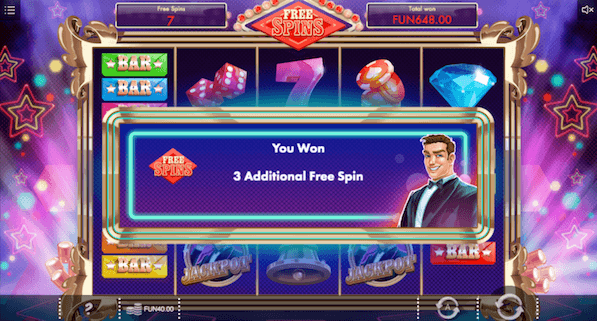 Free Spins
7
FREE
SPINS
Total won
FUN648.00
BAR
BAR
7
You Won
FREE
SPINS
3 Additional Free Spin
BAR
JACKPOT
JACKPOT
BAR
FUN40.00